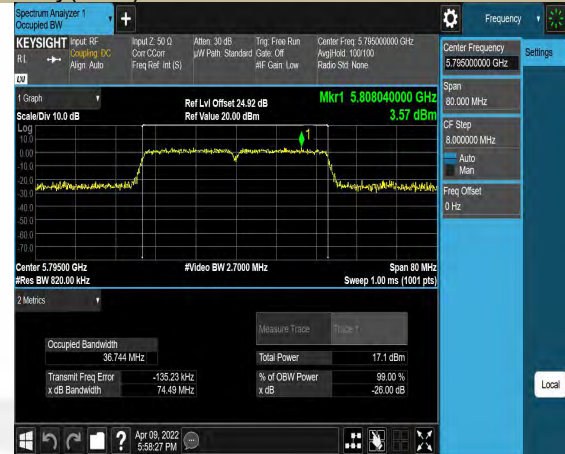 Spectrum Analyzer 1
Occupied BW
+
Frequency
KEYSIGHT
RL
LXI
Input: RF
Coupling: DC
Align: Auto
Input Z: 50 Ω
Corr CCorr
Freq Ref: Int (S)
Atten: 30 dB
µW Path: Standard
Trig: Free Run
Gate: Off
#IF Gain: Low
Center Freq: 5.795000000 GHz
Avg|Hold: 100/100
Radio Std: None
Center Frequency
5.795000000 GHz
Settings
Span
80.000 MHz
CF Step
8.000000 MHz
Auto
Man
Freq Offset
0 Hz
Local
1 Graph
Scale/Div 10.0 dB
Ref Lvl Offset 24.92 dB
Ref Value 20.00 dBm
Mkr1 5.808040000 GHz
3.57 dBm
Log
10.0
0.00
-10.0
-20.0
-30.0
-40.0
-50.0
-60.0
-70.0
1
Center 5.79500 GHz
#Video BW 2.7000 MHz
Span 80 MHz
#Res BW 820.00 kHz
Sweep 1.00 ms (1001 pts)
2 Metrics
Measure Trace
Trace 1
Occupied Bandwidth
36.744 MHz
Total Power
17.1 dBm
Transmit Freq Error
-135.23 kHz
% of OBW Power
99.00 %
x dB Bandwidth
74.49 MHz
x dB
-26.00 dB
?
Apr 09, 2022
5:58:27 PM